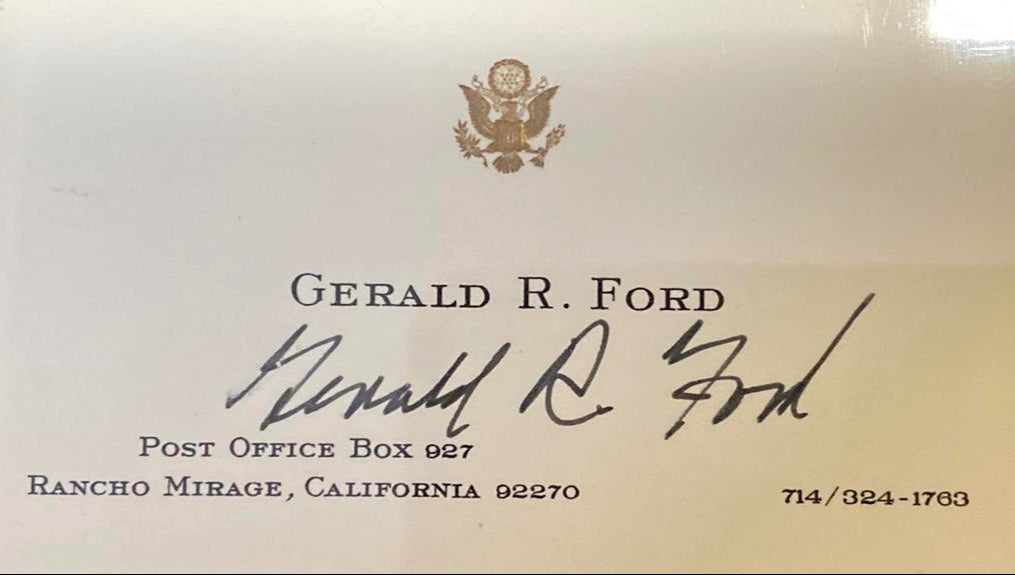 GERALD R. FORD
Gerald R. Ford
POST OFFICE BOX 927
RANCHO MIRAGE, CALIFORNIA 92270
714/324-1763